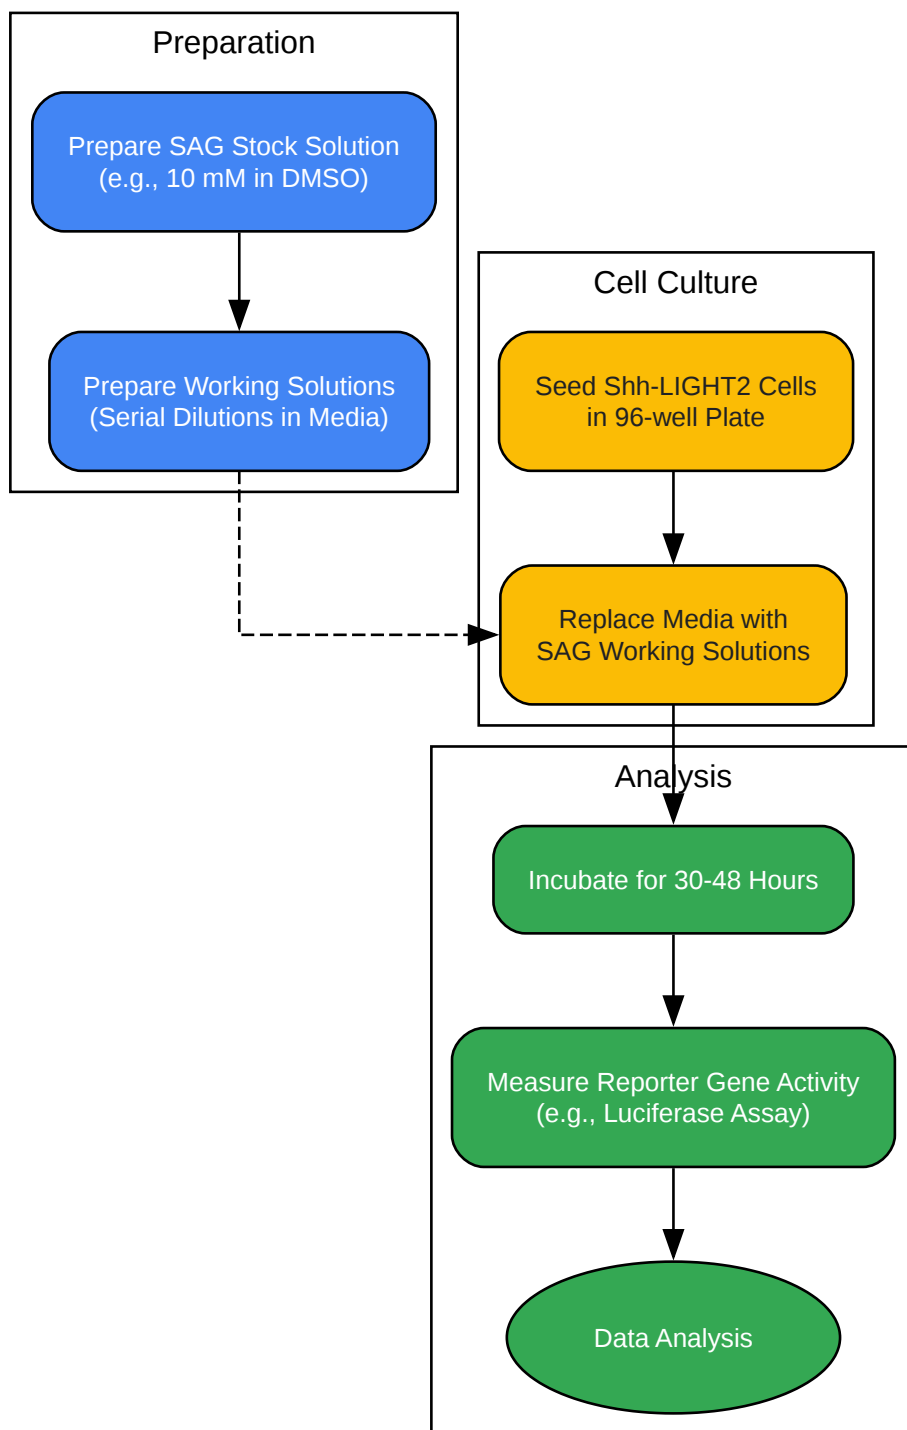 Preparation
Prepare SAG Stock Solution
(e.g., 10 mM in DMSO)
Prepare Working Solutions
(Serial Dilutions in Media)
Cell Culture
Seed Shh-LIGHT2 Cells
in 96-well Plate
Replace Media with
SAG Working Solutions
Analysis
Incubate for 30-48 Hours
Measure Reporter Gene Activity
(e.g., Luciferase Assay)
Data Analysis